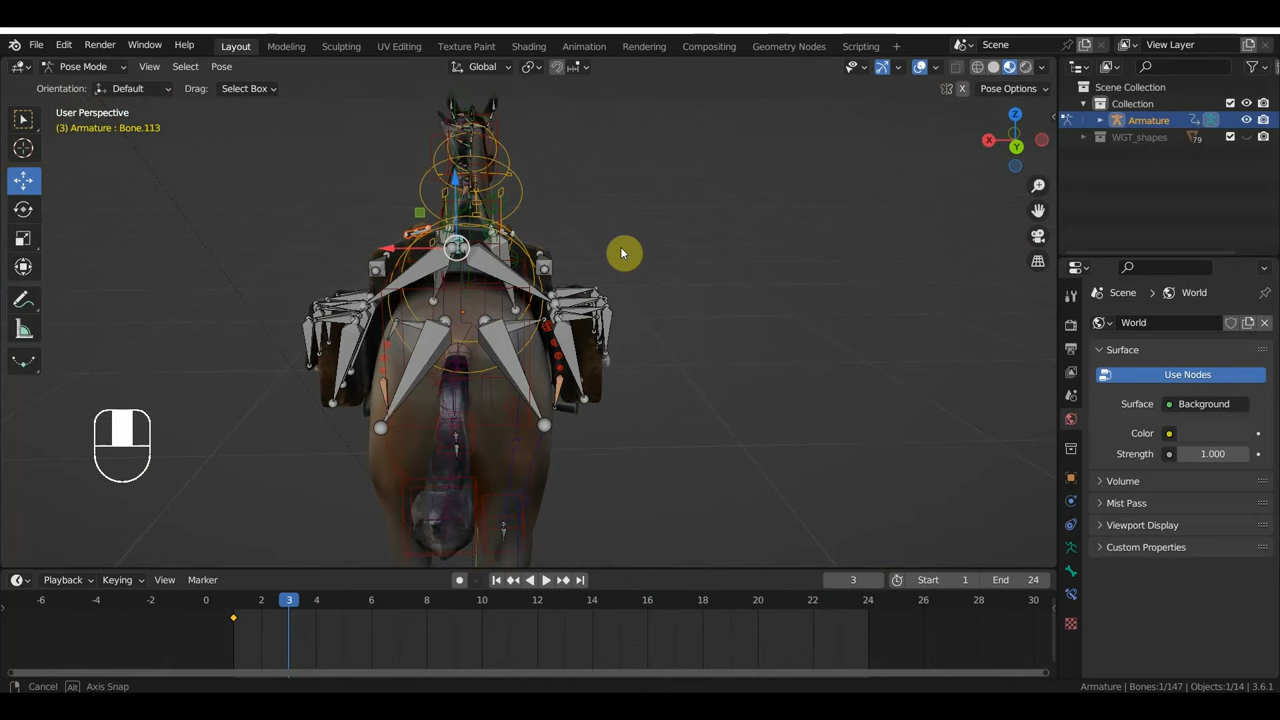 File Edit Render Window Help Layout Modeling Sculpting UV Editing Texture Paint Shading Animation Rendering Compositing Geometry Nodes Scripting + Scene View Layer
Pose Mode View Select Pose Global
Orientation: Default Drag: Select Box X Pose Options
Scene Collection
Collection
Armature
WGT_shapes 79
User Perspective
(3) Armature : Bone.113
Z
X
Y
Scene World
World
Surface
Use Nodes
Surface Background
Color
Strength 1.000
Volume
Mist Pass
Viewport Display
Custom Properties
Playback Keying View Marker 3 Start 1 End 24
-6 -4 -2 0 2 3 4 6 8 10 12 14 16 18 20 22 24 26 28 30
Cancel Alt Axis Snap Armature | Bones:1/147 | Objects:1/14 | 3.6.1